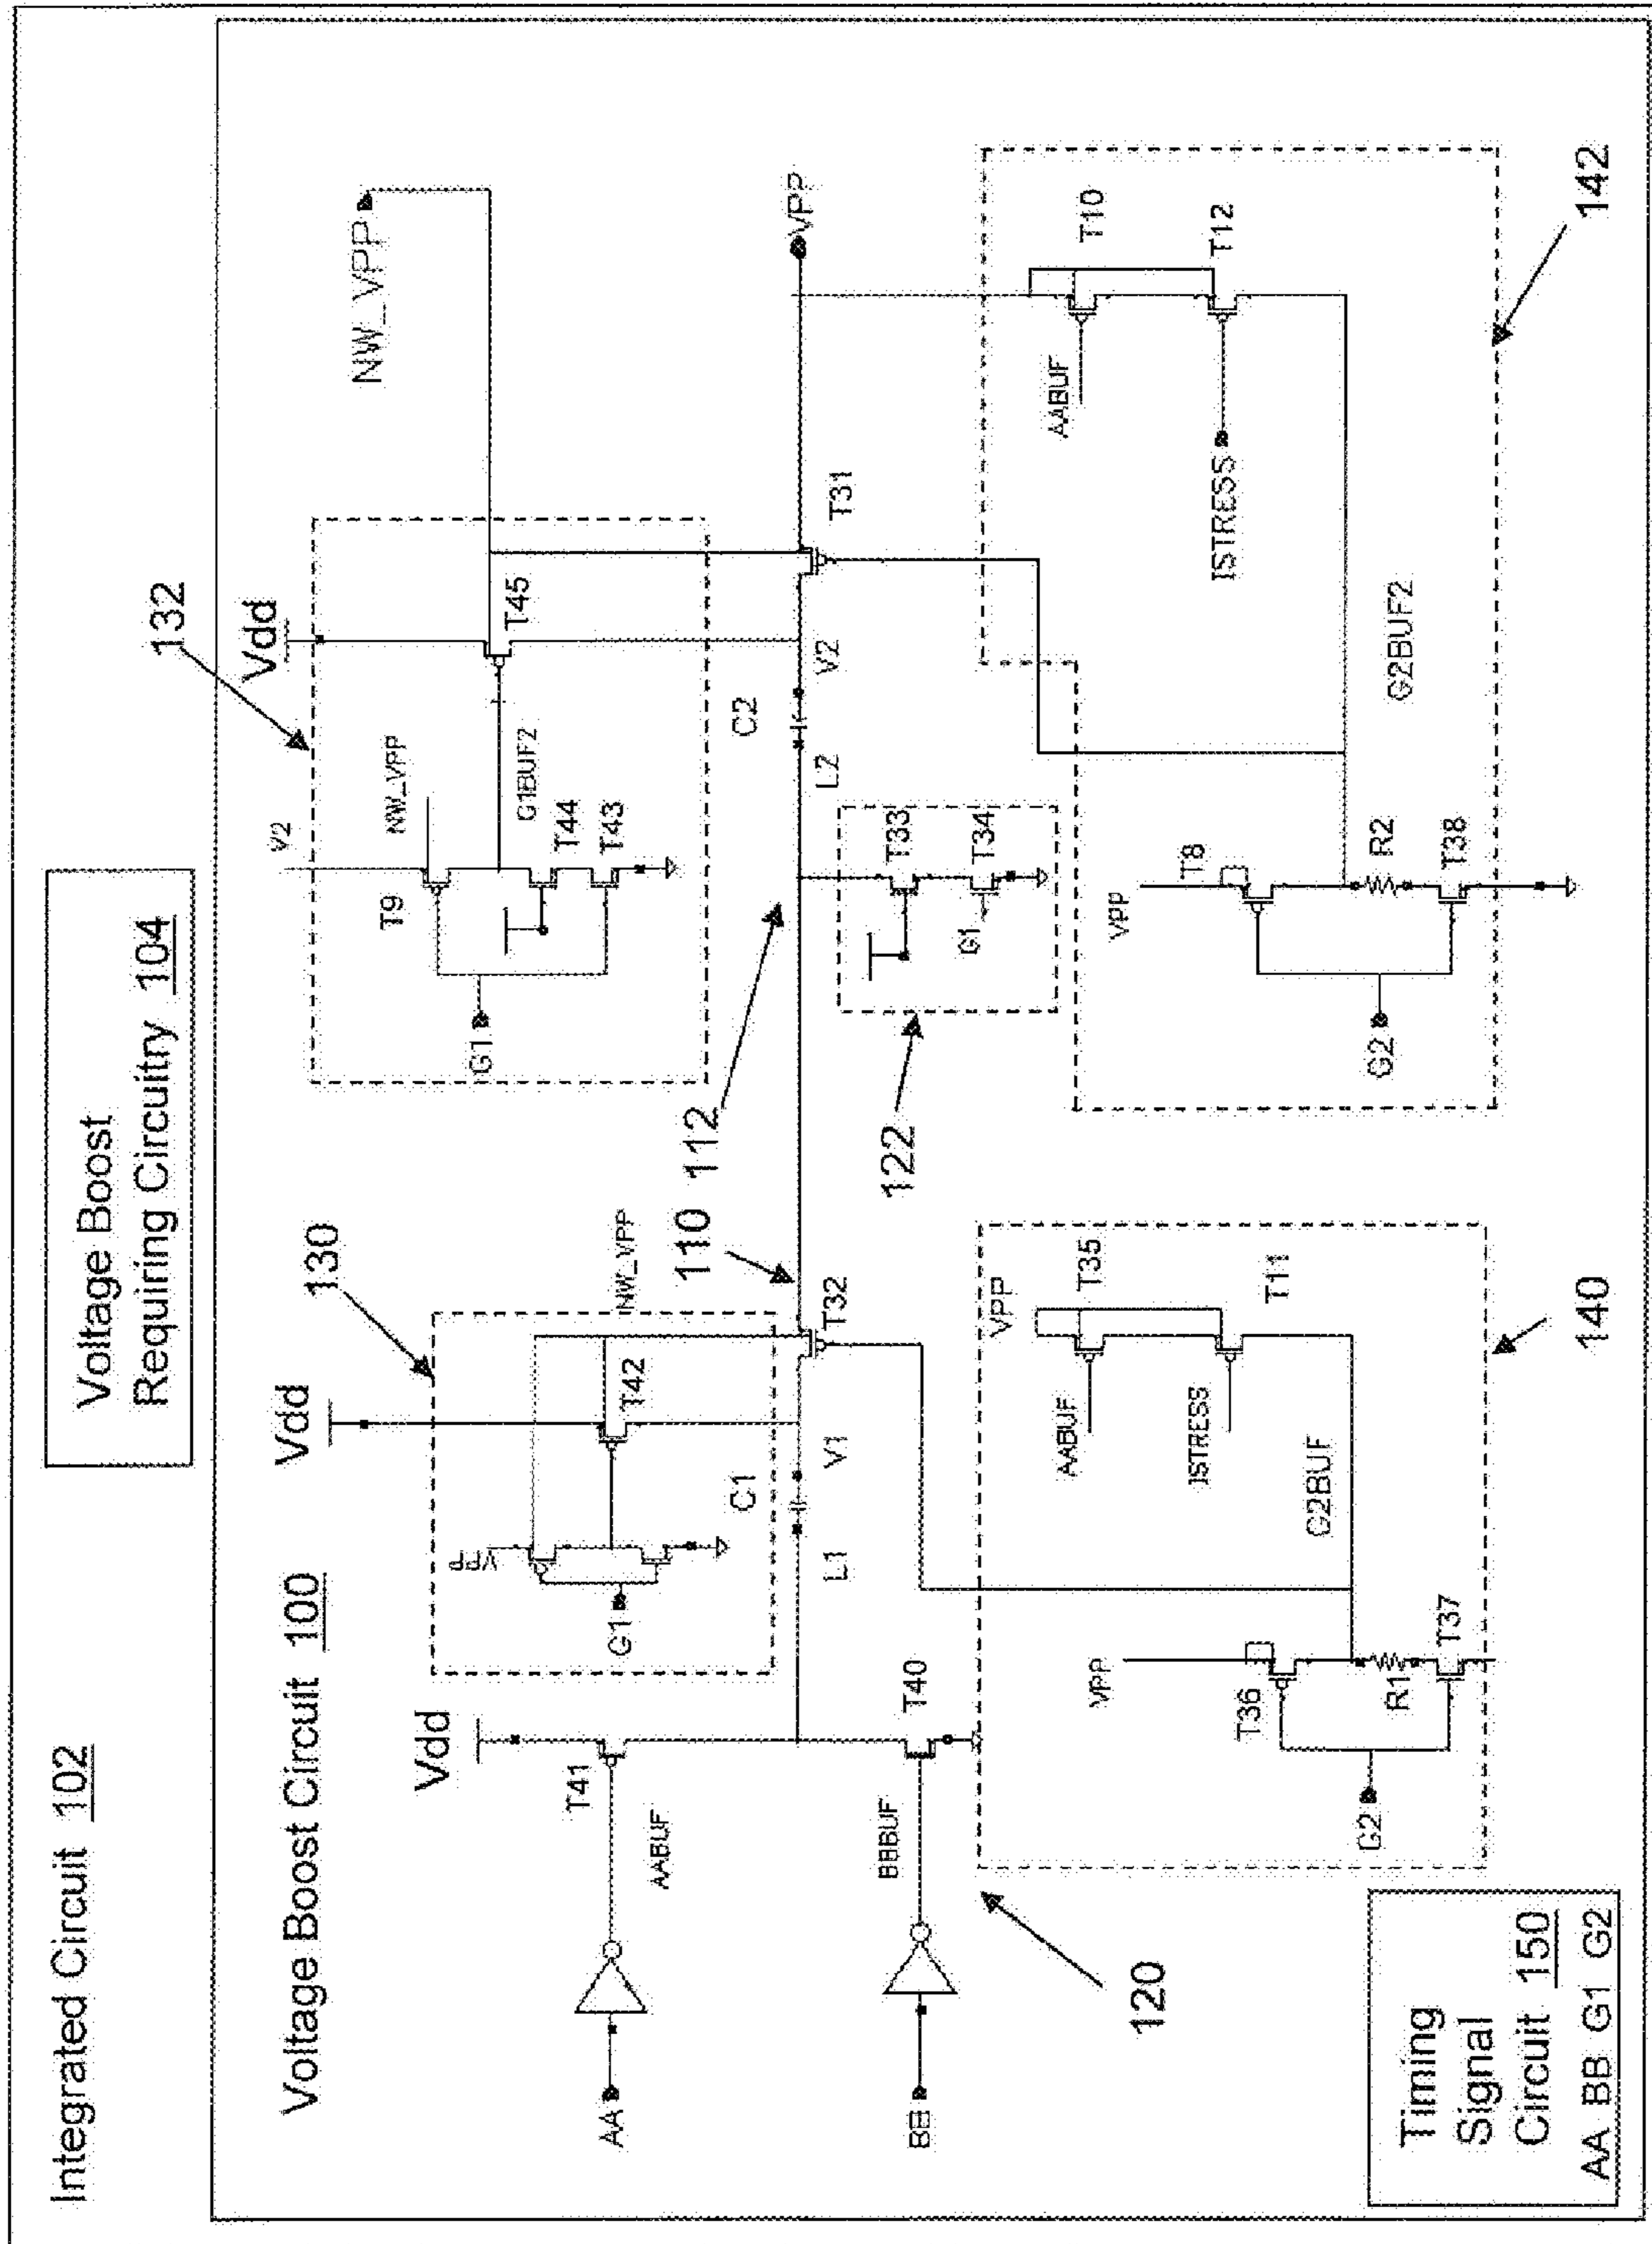 Integrated Circuit 102
Voltage Boost
Requiring Circuitry 104
Voltage Boost Circuit 100
130
132
Vdd
Vdd
Vdd
NW_VPP
VPP
G1
T42
NW_VPP
V2
T9
NW_VPP
G1BUF2
T44
T43
G1
T45
AA
AABUF
T41
L1
C1
V1
T32
110
112
L2
C2
V2
T31
VPP
BB
BBBUF
T40
120
122
T33
T34
G1
VPP
T36
R1
T37
G2
G2BUF
VPP
T35
AABUF
T11
ISTRESS
140
VPP
T8
R2
T38
G2
G2BUF2
AABUF
T10
ISTRESS
T12
142
Timing
Signal
Circuit 150
AA BB G1 G2